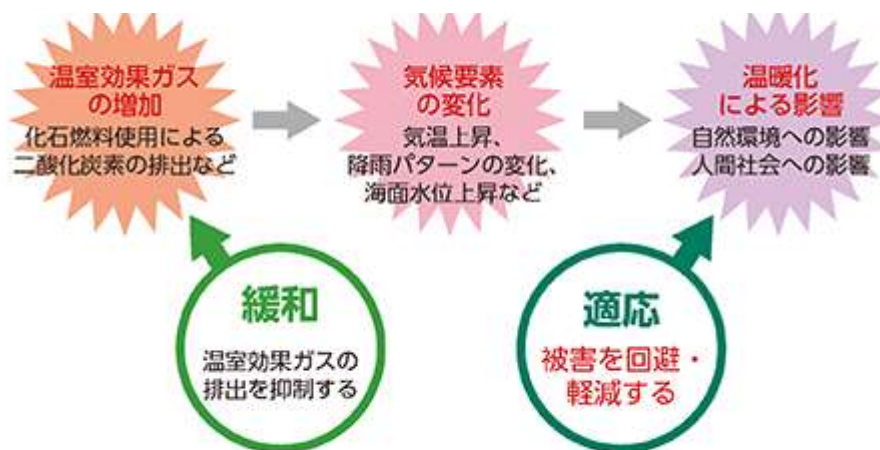 温室効果ガス
の増加
化石燃料使用による
二酸化炭素の排出など
気候要素
の変化
気温上昇、
降雨パターンの変化、
海面水位上昇など
温暖化
による影響
自然環境への影響
人間社会への影響
緩和
温室効果ガスの
排出を抑制する
適応
被害を回避・
軽減する